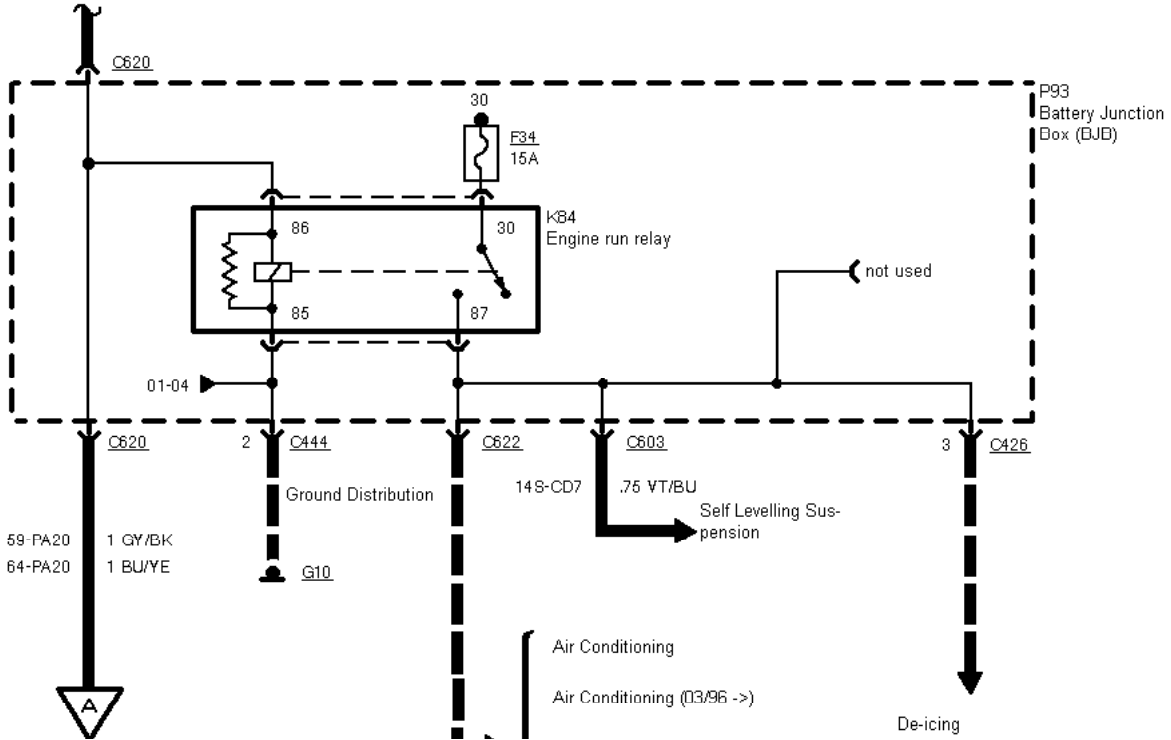 C620
P93
Battery Junction
Box (BJB)
30
F34
15A
K84
Engine run relay
86
30
85
87
not used
01-04
C620
2
C444
C622
C603
3
C426
Ground Distribution
14S-CD7
.75 VT/BU
Self Levelling Sus-
pension
59-PA20
1 GY/BK
64-PA20
1 BU/YE
G10
Air Conditioning
Air Conditioning (03/96 ->)
A
De-icing